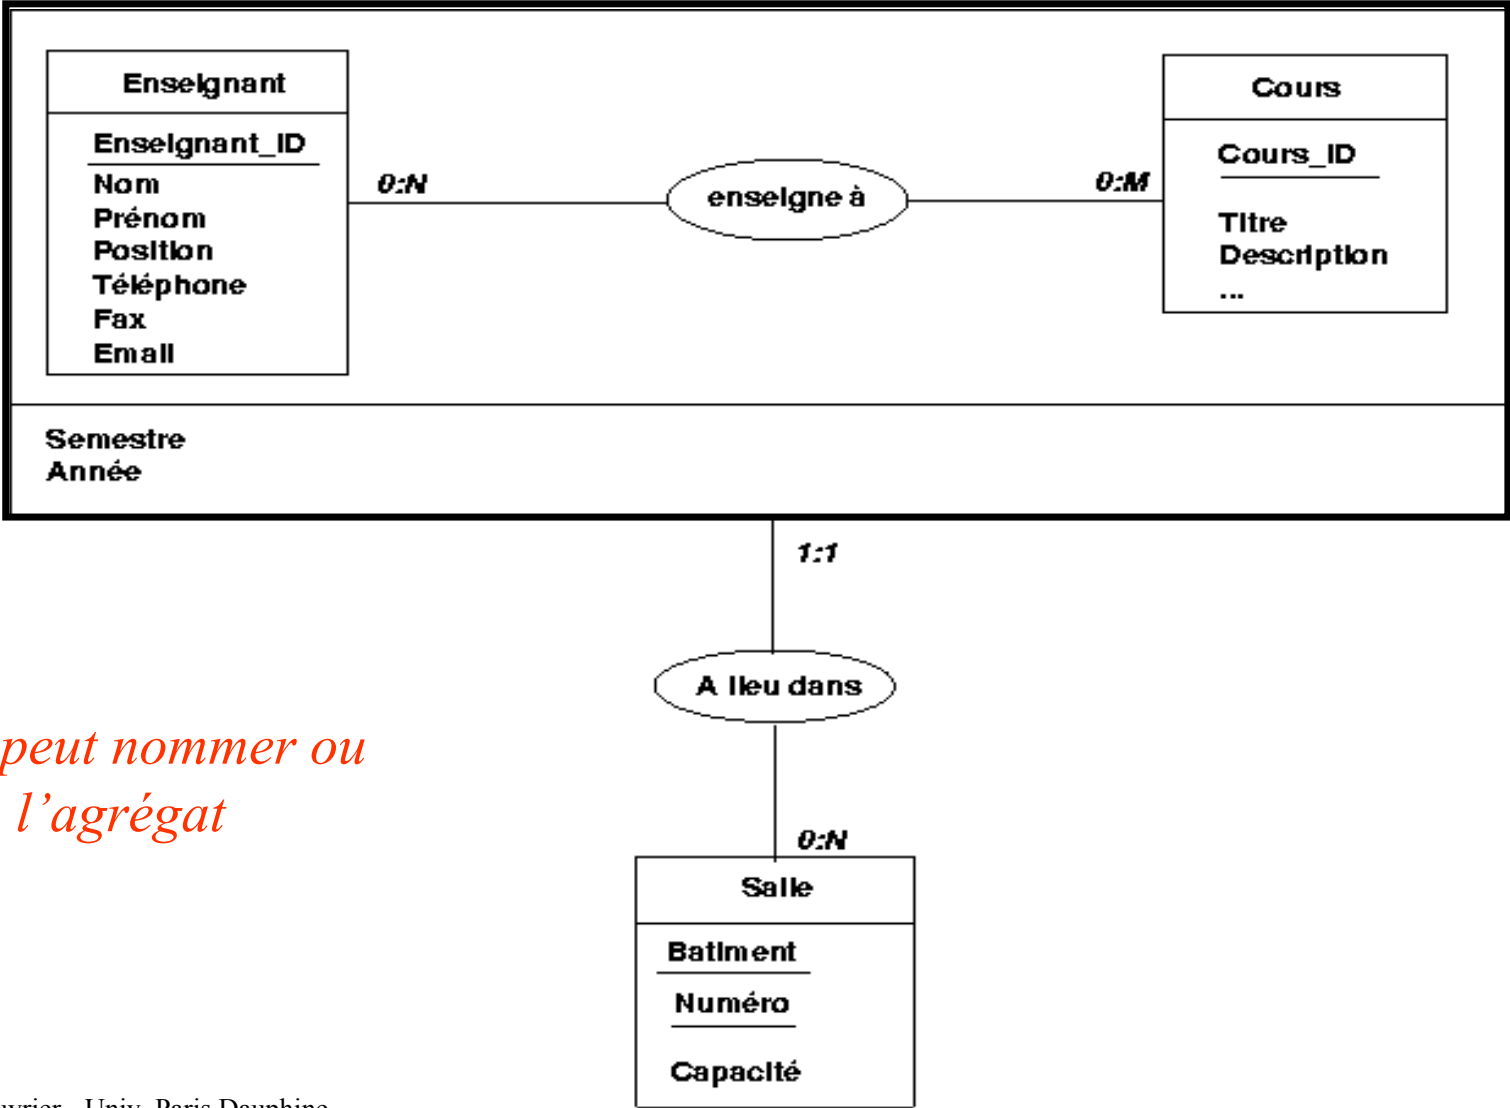 Enseignant
Enseignant_ID
Nom
Prénom
Position
Téléphone
Fax
Email
0:N
enseigne à
0:M
Cours
Cours_ID
Titre
Description
...
Semestre
Année
1:1
A lieu dans
peut nommer ou
l’agrégat
0:N
Salle
Batiment
Numéro
Capacité
Univ. Paris Dauphine